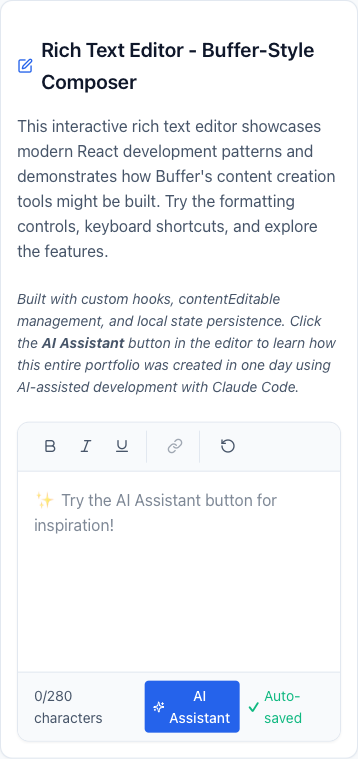 Rich Text Editor - Buffer-Style
Composer
This interactive rich text editor showcases
modern React development patterns and
demonstrates how Buffer's content creation
tools might be built. Try the formatting
controls, keyboard shortcuts, and explore
the features.
Built with custom hooks, contentEditable
management, and local state persistence. Click
the AI Assistant button in the editor to learn how
this entire portfolio was created in one day using
AI-assisted development with Claude Code.
B I U
✨ Try the AI Assistant button for
inspiration!
0/280
characters
AI
Assistant
Auto-
saved